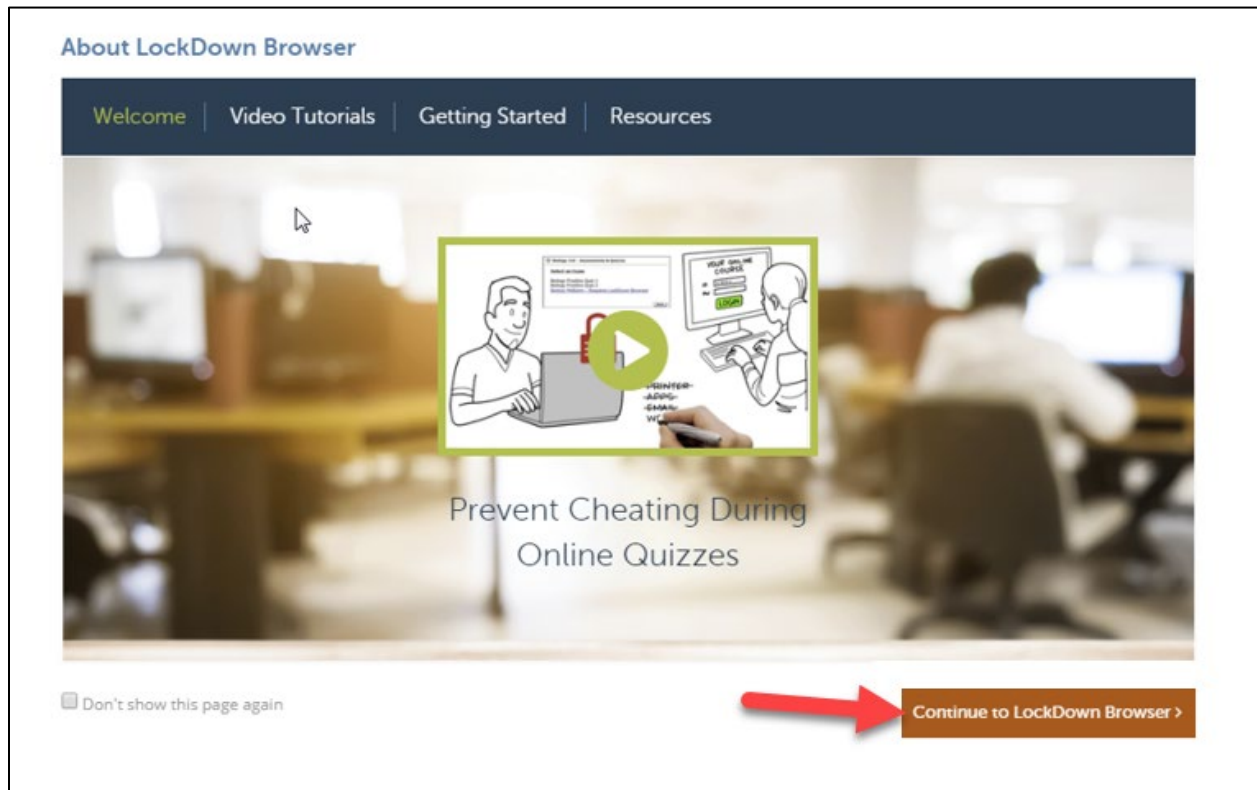 About LockDown Browser
Welcome
Video Tutorials
Getting Started
Resources
YOUR ONLINE
COURSE
LOGIN
PRINTER
APPS
EMAIL
Prevent Cheating During
Online Quizzes
Don't show this page again
Continue to LockDown Browser >